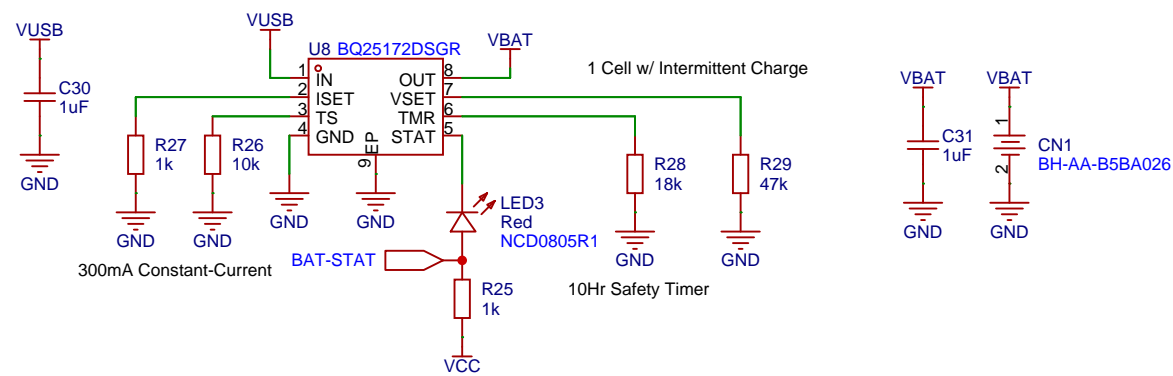 VUSB
C30
1uF
GND
VUSB
U8 BQ25172DSGR
1 IN
2 ISET
3 TS
4 GND
9 EP
OUT 8
VSET 7
TMR 6
STAT 5
VBAT
1 Cell w/ Intermittent Charge
R27
1k
GND
R26
10k
GND
GND
GND
300mA Constant-Current
LED3
Red
NCD0805R1
BAT-STAT
R25
1k
VCC
R28
18k
GND
R29
47k
GND
10Hr Safety Timer
VBAT
C31
1uF
GND
VBAT
1
2
CN1
BH-AA-B5BA026
GND